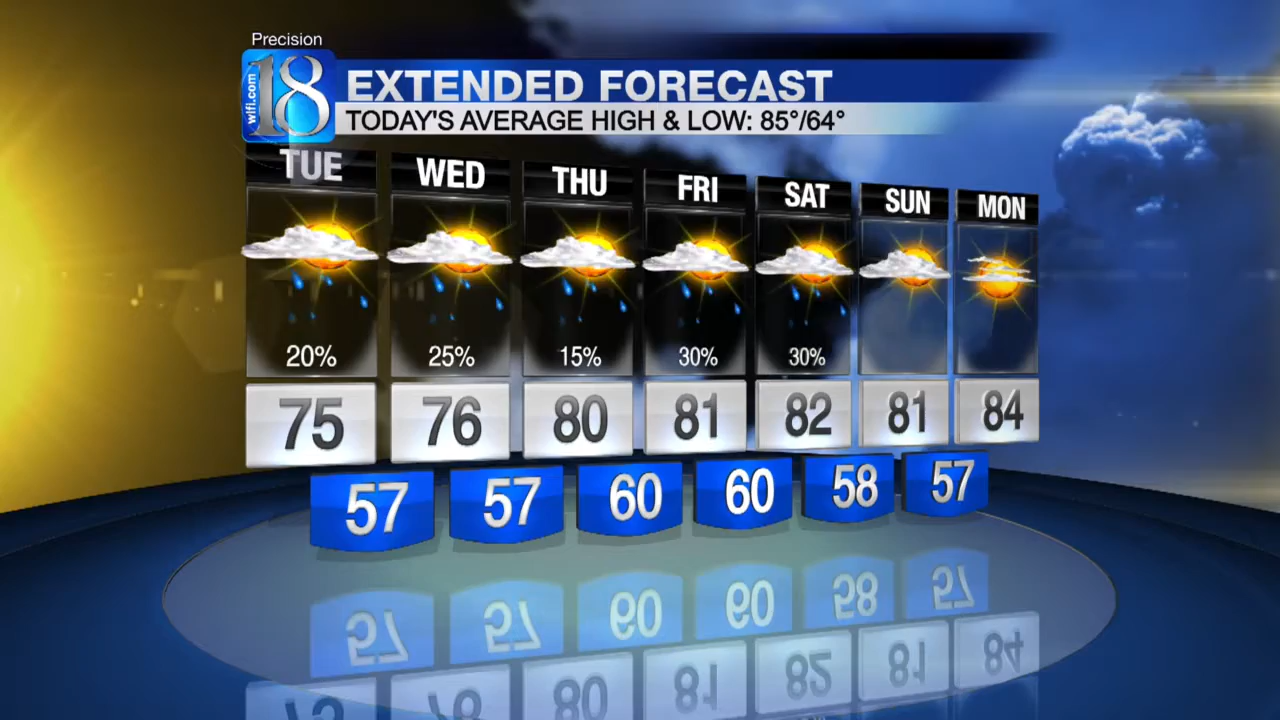 Precision
wlfi.com
18
EXTENDED FORECAST
TODAY'S AVERAGE HIGH & LOW: 85°/64°
TUE WED THU FRI SAT SUN MON
20% 25% 15% 30% 30%
75 76 80 81 82 81 84
57 57 60 60 58 57